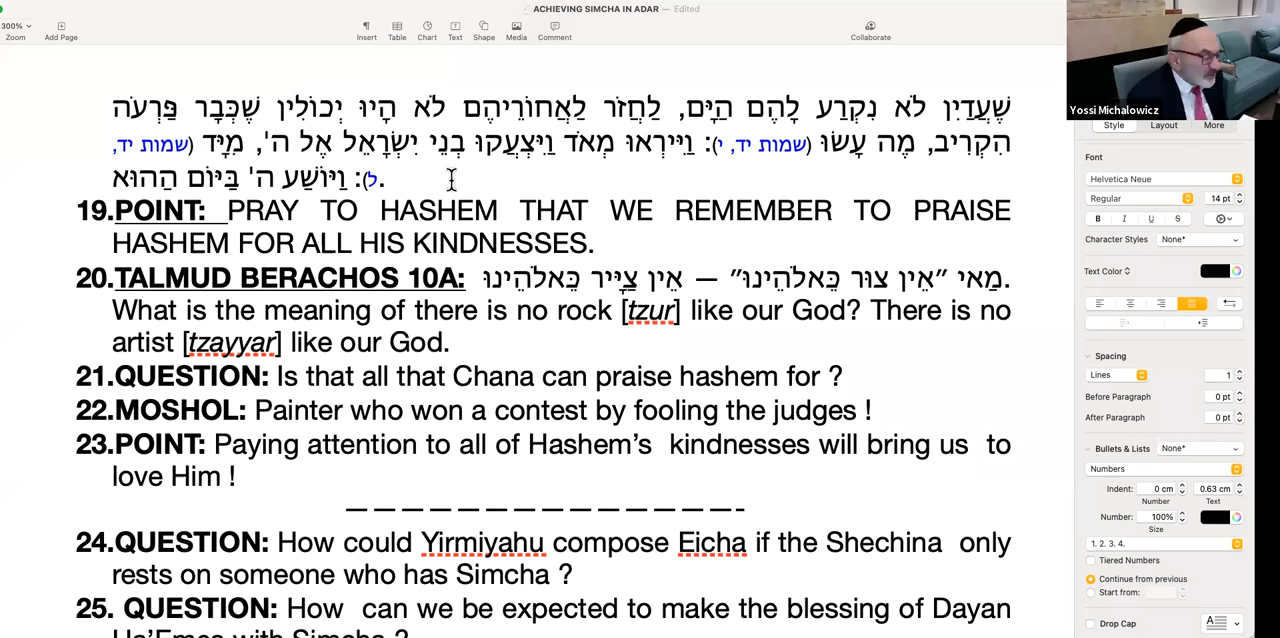 ACHIEVING SIMCHA IN ADAR — Edited
300%
Zoom
Add Page
Insert
Table
Chart
Text
Shape
Media
Comment
Collaborate
שֶׁעֲדַיִן לֹא נִקְרַע לָהֶם הַיָּם, לַחֲזֹר לַאֲחוֹרֵיהֶם לֹא הָיוּ יְכוֹלִין שֶׁכְּבָר פַּרְעֹה
הִקְרִיב, מֶה עָשׂוּ (שמות יד, י): וַיִּירְאוּ מְאֹד וַיִּצְעֲקוּ בְנֵי יִשְׂרָאֵל אֶל ה', מִיָּד (שמות יד,
ל): וַיּוֹשַׁע ה' בַּיּוֹם הַהוּא.
19.POINT: PRAY TO HASHEM THAT WE REMEMBER TO PRAISE
HASHEM FOR ALL HIS KINDNESSES.
20.TALMUD BERACHOS 10A: מַאי ״אֵין צוּר כֵּאלֹהֵינוּ״ — אֵין צַיָּיר כֵּאלֹהֵינוּ.
What is the meaning of there is no rock [tzur] like our God? There is no
artist [tzayyar] like our God.
21.QUESTION: Is that all that Chana can praise hashem for ?
22.MOSHOL: Painter who won a contest by fooling the judges !
23.POINT: Paying attention to all of Hashem’s kindnesses will bring us to
love Him !
— — — — — — — — — — — — — — -
24.QUESTION: How could Yirmiyahu compose Eicha if the Shechina only
rests on someone who has Simcha ?
25. QUESTION: How can we be expected to make the blessing of Dayan
Ha’Emes with Simcha ?
Yossi Michalowicz
Style
Layout
More
Font
Helvetica Neue
Regular
14 pt
B I U S
Character Styles
None*
Text Color
Spacing
Lines
1
Before Paragraph
0 pt
After Paragraph
0 pt
Bullets & Lists
None*
Numbers
Indent:
0 cm
0.63 cm
Number
Text
Number:
100%
Size
1. 2. 3. 4.
Tiered Numbers
Continue from previous
Start from:
Drop Cap
A